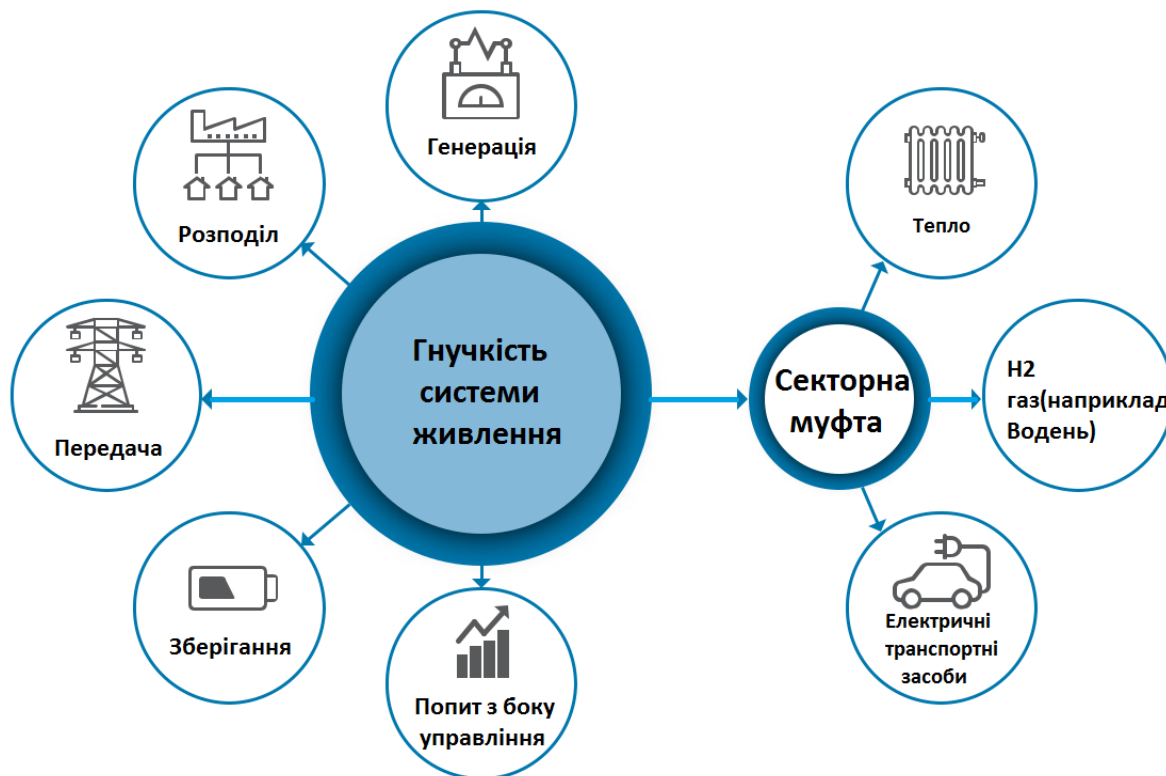 Генерація
Розподіл
Передача
Зберігання
Попит з боку
управління
Гнучкість
системи
живлення
Секторна
муфта
Тепло
H2
газ(наприклад
Водень)
Електричні
транспортні
засоби